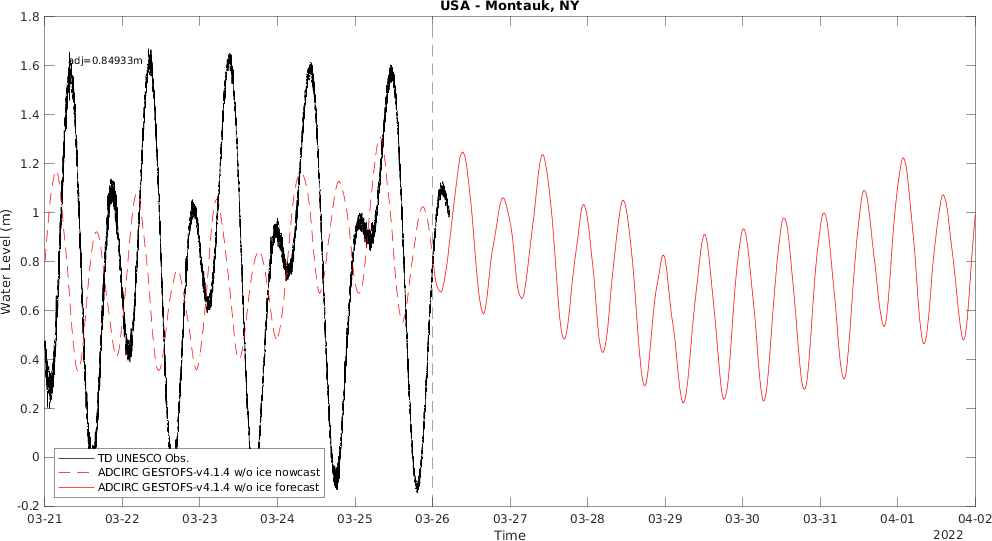 USA - Montauk, NY
1.8
1.6
1.4
1.2
1
0.8
0.6
0.4
0.2
0
-0.2
Water Level (m)
adj=0.84933m
TD UNESCO Obs.
ADCIRC GESTOFS-v4.1.4 w/o ice nowcast
ADCIRC GESTOFS-v4.1.4 w/o ice forecast
03-21 03-22 03-23 03-24 03-25 03-26 03-27 03-28 03-29 03-30 03-31 04-01 04-02
Time
2022